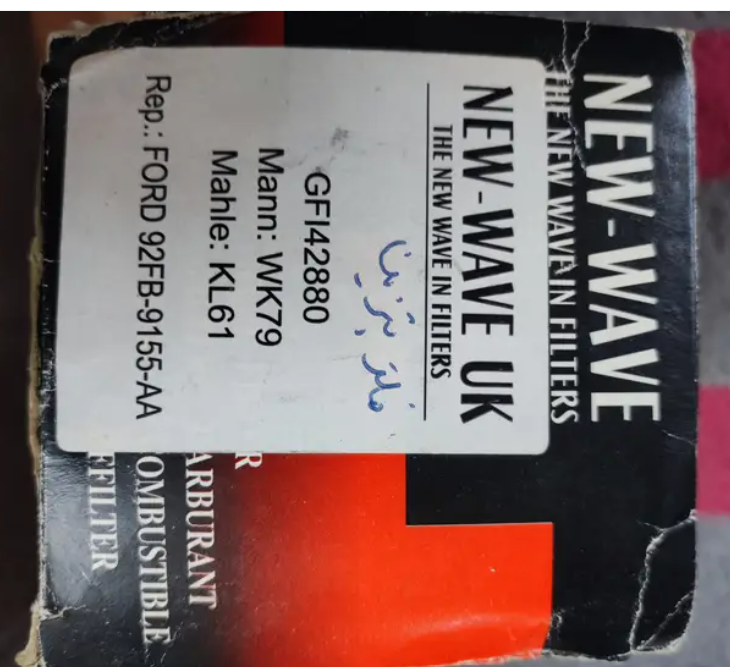 NEW-WAVE
THE NEW WAVE IN FILTERS
NEW-WAVE UK
THE NEW WAVE IN FILTERS
فلتر بنزين
GFI42880
Mann: WK79
Mahle: KL61
Rep.: FORD 92FB-9155-AA
R
ARBURANT
OMBUSTIBLE
FILTER